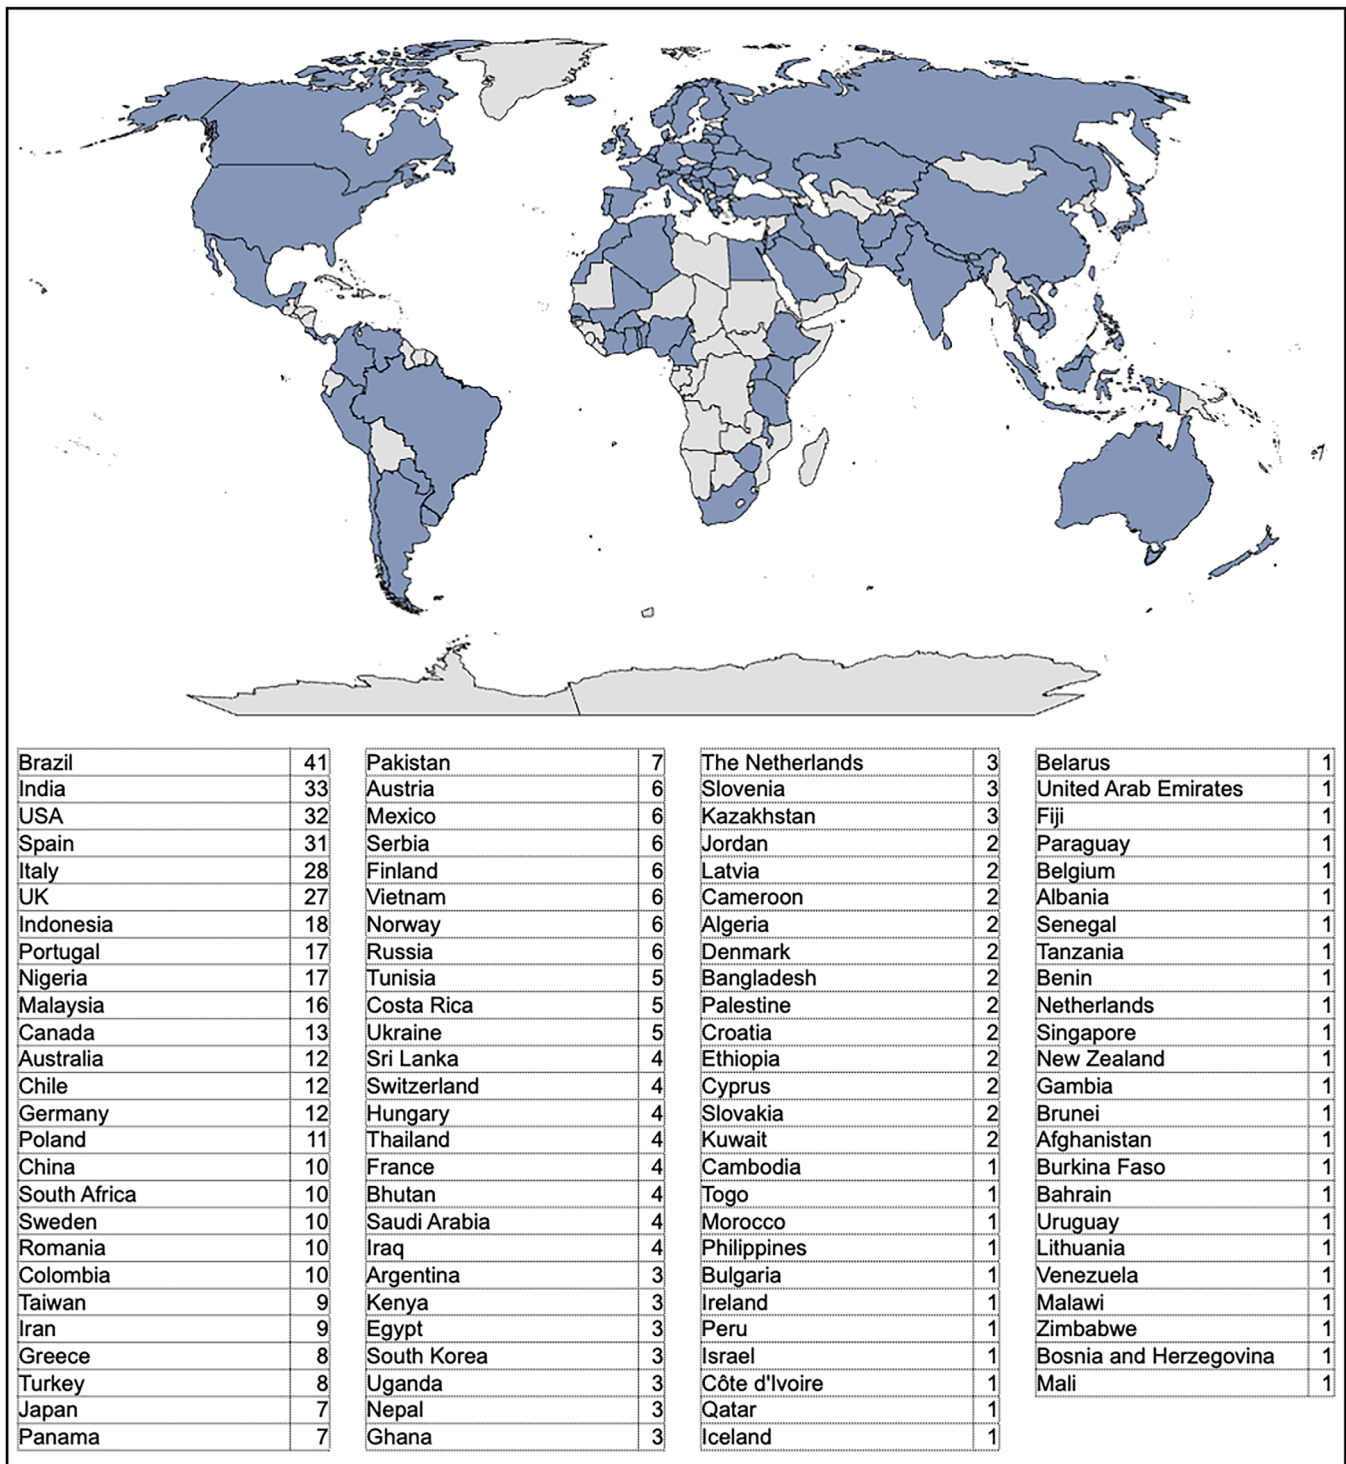 Brazil 41
India 33
USA 32
Spain 31
Italy 28
UK 27
Indonesia 18
Portugal 17
Nigeria 17
Malaysia 16
Canada 13
Australia 12
Chile 12
Germany 12
Poland 11
China 10
South Africa 10
Sweden 10
Romania 10
Colombia 10
Taiwan 9
Iran 9
Greece 8
Turkey 8
Japan 7
Panama 7
Pakistan 7
Austria 6
Mexico 6
Serbia 6
Finland 6
Vietnam 6
Norway 6
Russia 6
Tunisia 5
Costa Rica 5
Ukraine 5
Sri Lanka 4
Switzerland 4
Hungary 4
Thailand 4
France 4
Bhutan 4
Saudi Arabia 4
Iraq 4
Argentina 3
Kenya 3
Egypt 3
South Korea 3
Uganda 3
Nepal 3
Ghana 3
The Netherlands 3
Slovenia 3
Kazakhstan 3
Jordan 2
Latvia 2
Cameroon 2
Algeria 2
Denmark 2
Bangladesh 2
Palestine 2
Croatia 2
Ethiopia 2
Cyprus 2
Slovakia 2
Kuwait 2
Cambodia 1
Togo 1
Morocco 1
Philippines 1
Bulgaria 1
Ireland 1
Peru 1
Israel 1
Côte d'Ivoire 1
Qatar 1
Iceland 1
Belarus 1
United Arab Emirates 1
Fiji 1
Paraguay 1
Belgium 1
Albania 1
Senegal 1
Tanzania 1
Benin 1
Netherlands 1
Singapore 1
New Zealand 1
Gambia 1
Brunei 1
Afghanistan 1
Burkina Faso 1
Bahrain 1
Uruguay 1
Lithuania 1
Venezuela 1
Malawi 1
Zimbabwe 1
Bosnia and Herzegovina 1
Mali 1